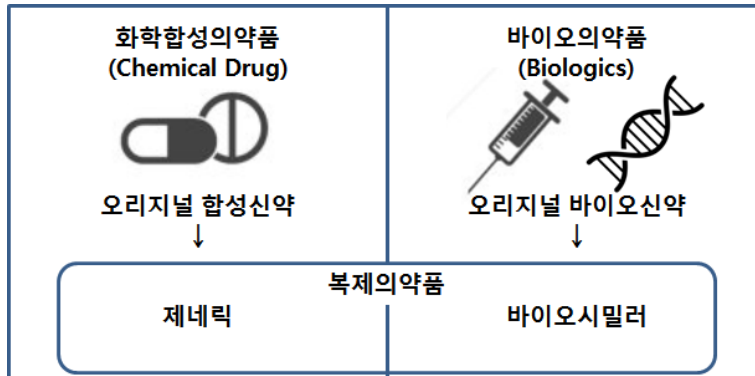 화학합성의약품
(Chemical Drug)
오리지널 합성신약
↓
바이오의약품
(Biologics)
오리지널 바이오신약
↓
복제의약품
제네릭
바이오시밀러